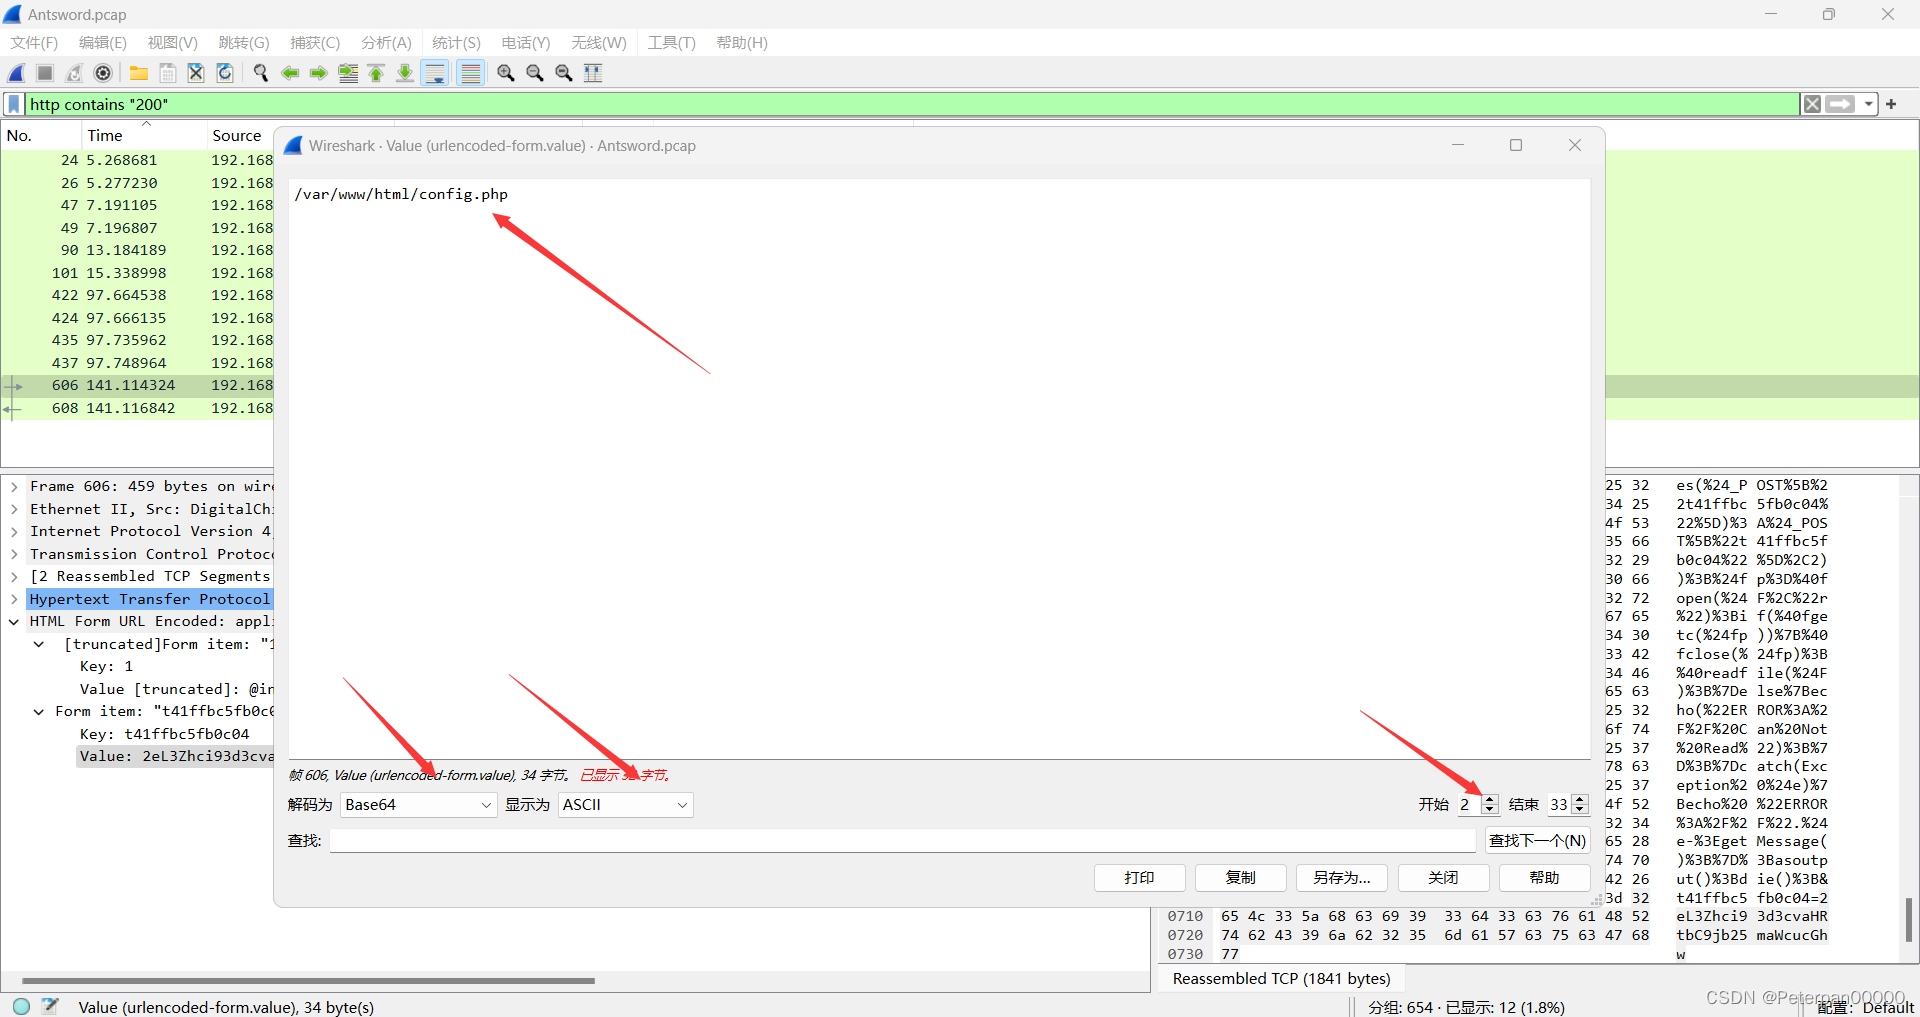 Antsword.pcap
文件(F) 编辑(E) 视图(V) 跳转(G) 捕获(C) 分析(A) 统计(S) 电话(Y) 无线(W) 工具(T) 帮助(H)
http contains "200"
No. Time Source
24 5.268681 192.168
26 5.277230 192.168
47 7.191105 192.168
49 7.196807 192.168
90 13.184189 192.168
101 15.338998 192.168
422 97.664538 192.168
424 97.666135 192.168
435 97.735962 192.168
437 97.748964 192.168
606 141.114324 192.168
608 141.116842 192.168
Wireshark · Value (urlencoded-form.value) · Antsword.pcap
/var/www/html/config.php
帧 606, Value (urlencoded-form.value), 34 字节。 已显示 字节。
解码为 Base64 显示为 ASCII 开始 2 结束 33
查找: 查找下一个(N)
打印 复制 另存为... 关闭 帮助
Frame 606: 459 bytes on wire
Ethernet II, Src: DigitalChi
Internet Protocol Version 4,
Transmission Control Protoco
[2 Reassembled TCP Segments
Hypertext Transfer Protocol
HTML Form URL Encoded: appli
[truncated]Form item: "1
Key: 1
Value [truncated]: @in
Form item: "t41ffbc5fb0c0
Key: t41ffbc5fb0c04
Value: 2eL3Zhci93d3cva
25 32 es(%24_P OST%5B%2
34 25 2t41ffbc 5fb0c04%
4f 53 22%5D)%3 A%24_POS
35 66 T%5B%22t 41ffbc5f
32 29 b0c04%22 %5D%2C2)
30 66 )%3B%24f p%3D%40f
32 72 open(%24 F%2C%22r
67 65 %22)%3Bi f(%40fge
34 30 tc(%24fp ))%7B%40
33 42 fclose(% 24fp)%3B
34 46 %40readf ile(%24F
65 63 )%3B%7De lse%7Bec
25 32 ho(%22ER ROR%3A%2
6f 74 F%2F%20C an%20Not
25 37 %20Read% 22)%3B%7
78 63 D%3B%7Dc atch(Exc
25 37 eption%2 0%24e)%7
4f 52 Becho%20 %22ERROR
32 34 %3A%2F%2 F%22.%24
65 28 e-%3Eget Message(
74 70 )%3B%7D% 3Basoutp
42 26 ut()%3Bd ie()%3B&
3d 32 t41ffbc5 fb0c04=2
0710 65 4c 33 5a 68 63 69 39 33 64 33 63 76 61 48 52 eL3Zhci9 3d3cvaHR
0720 74 62 43 39 6a 62 32 35 6d 61 57 63 75 63 47 68 tbC9jb25 maWcucGh
0730 77 w
Reassembled TCP (1841 bytes)
Value (urlencoded-form.value), 34 byte(s)
分组: 654 · 已显示: 12 (1.8%)
配置: Default
CSDN @Peterpan00000